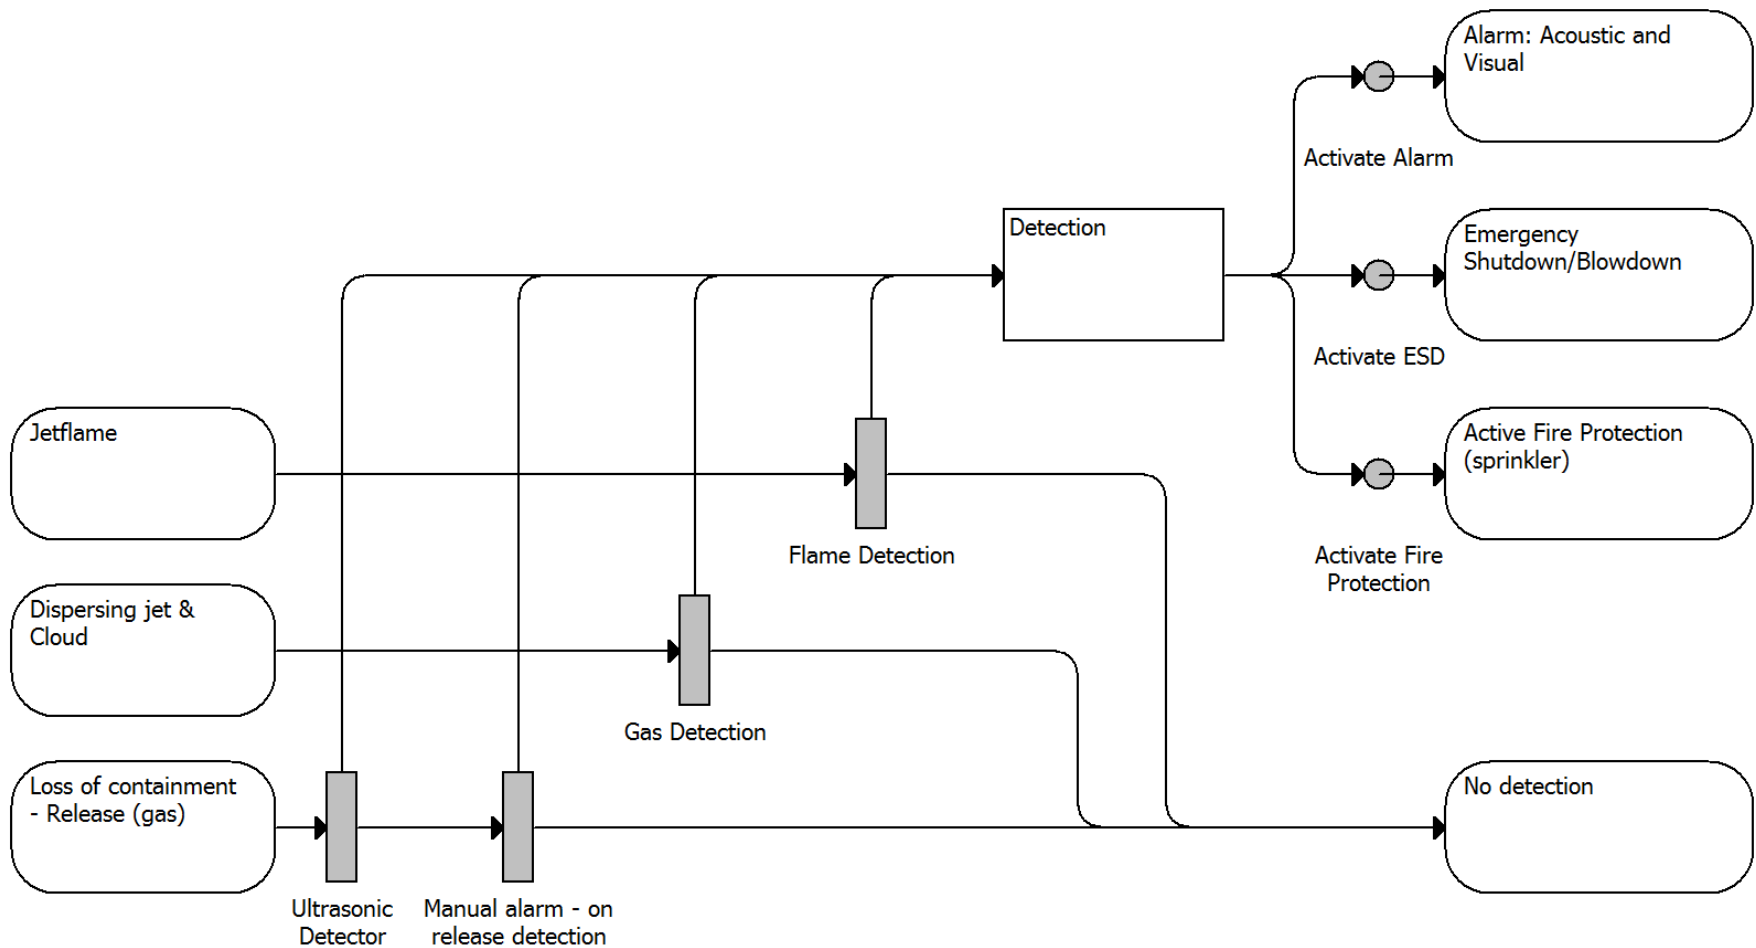 Alarm: Acoustic and
Visual
Activate Alarm
Detection
Emergency
Shutdown/Blowdown
Activate ESD
Jetflame
Active Fire Protection
(sprinkler)
Flame Detection
Activate Fire
Protection
Dispersing jet &
Cloud
Gas Detection
Loss of containment
- Release (gas)
No detection
Ultrasonic
Detector
Manual alarm - on
release detection